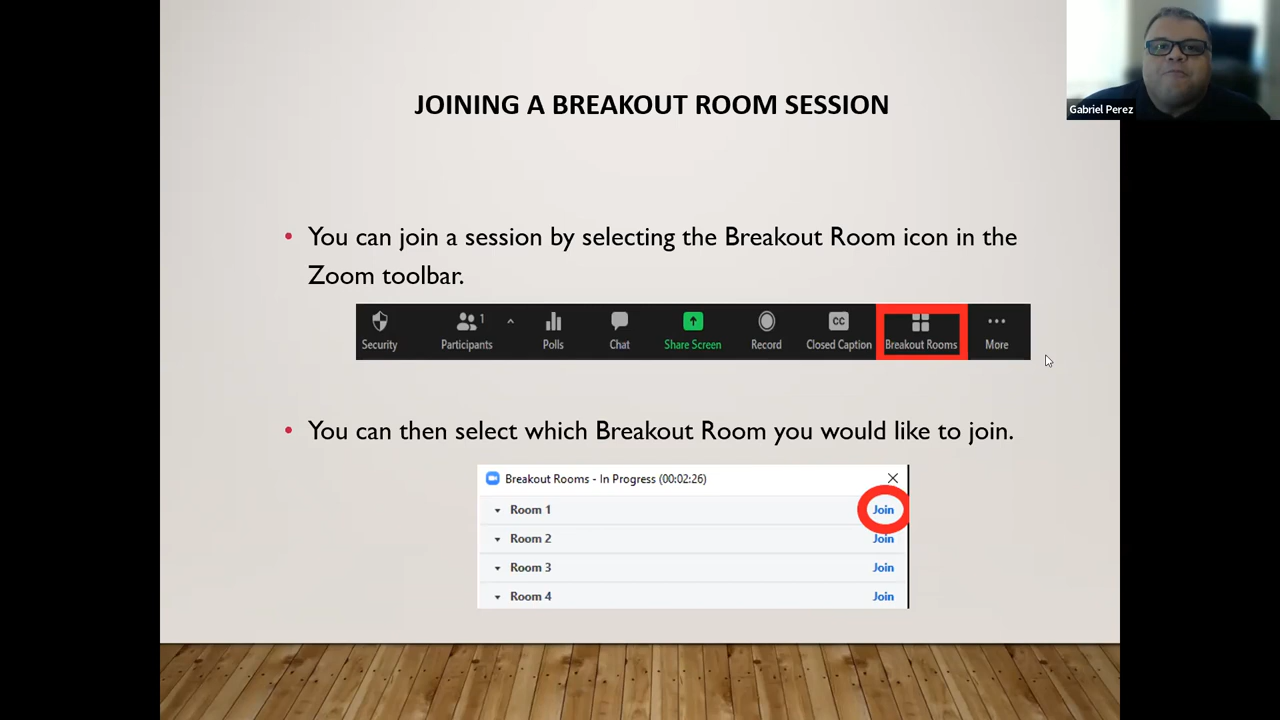 Gabriel Perez
JOINING A BREAKOUT ROOM SESSION
• You can join a session by selecting the Breakout Room icon in the
Zoom toolbar.
Security Participants 1 Polls Chat Share Screen Record CC Closed Caption Breakout Rooms More
• You can then select which Breakout Room you would like to join.
Breakout Rooms - In Progress (00:02:26)
Room 1 Join
Room 2 Join
Room 3 Join
Room 4 Join